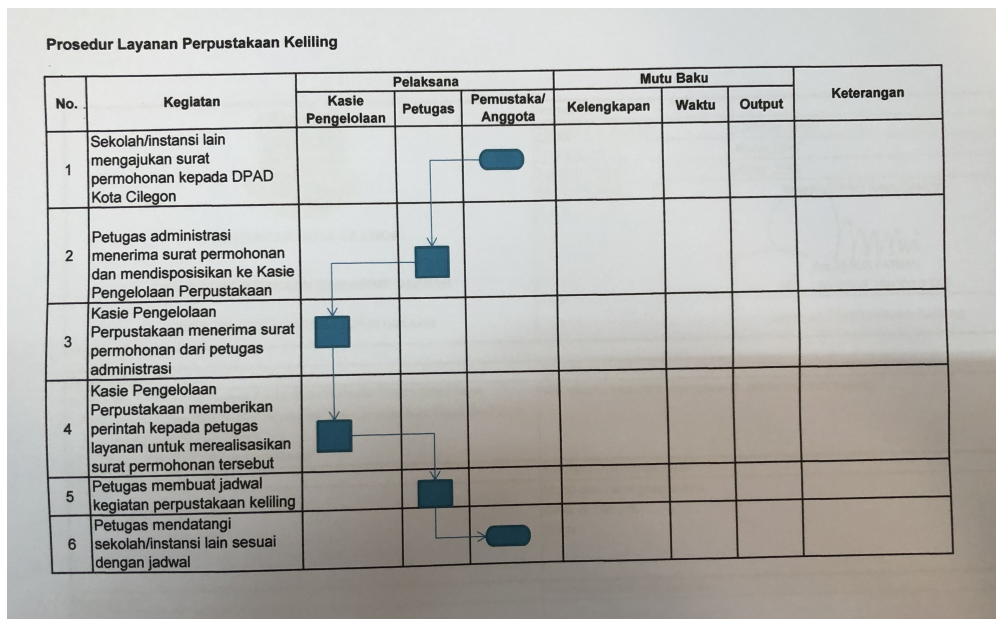 Prosedur Layanan Perpustakaan Keliling
No.
Kegiatan
Pelaksana
Mutu Baku
Keterangan
Kasie
Pengelolaan
Petugas
Pemustaka/
Anggota
Kelengkapan
Waktu
Output
1
Sekolah/instansi lain
mengajukan surat
permohonan kepada DPAD
Kota Cilegon
2
Petugas administrasi
menerima surat permohonan
dan mendisposisikan ke Kasie
Pengelolaan Perpustakaan
3
Kasie Pengelolaan
Perpustakaan menerima surat
permohonan dari petugas
administrasi
4
Kasie Pengelolaan
Perpustakaan memberikan
perintah kepada petugas
layanan untuk merealisasikan
surat permohonan tersebut
5
Petugas membuat jadwal
kegiatan perpustakaan keliling
6
Petugas mendatangi
sekolah/instansi lain sesuai
dengan jadwal